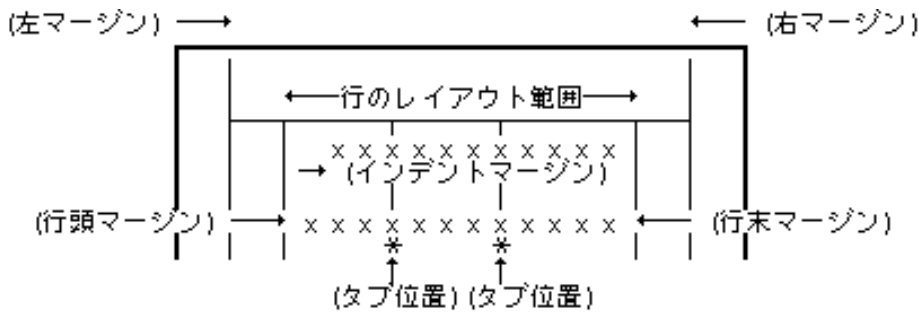 (左マージン) (右マージン)
行のレイアウト範囲
x x x x x x x x x x x
(インデントマージン)
(行頭マージン) x x x x x x x x x x x x (行末マージン)
* *
(タブ位置) (タブ位置)